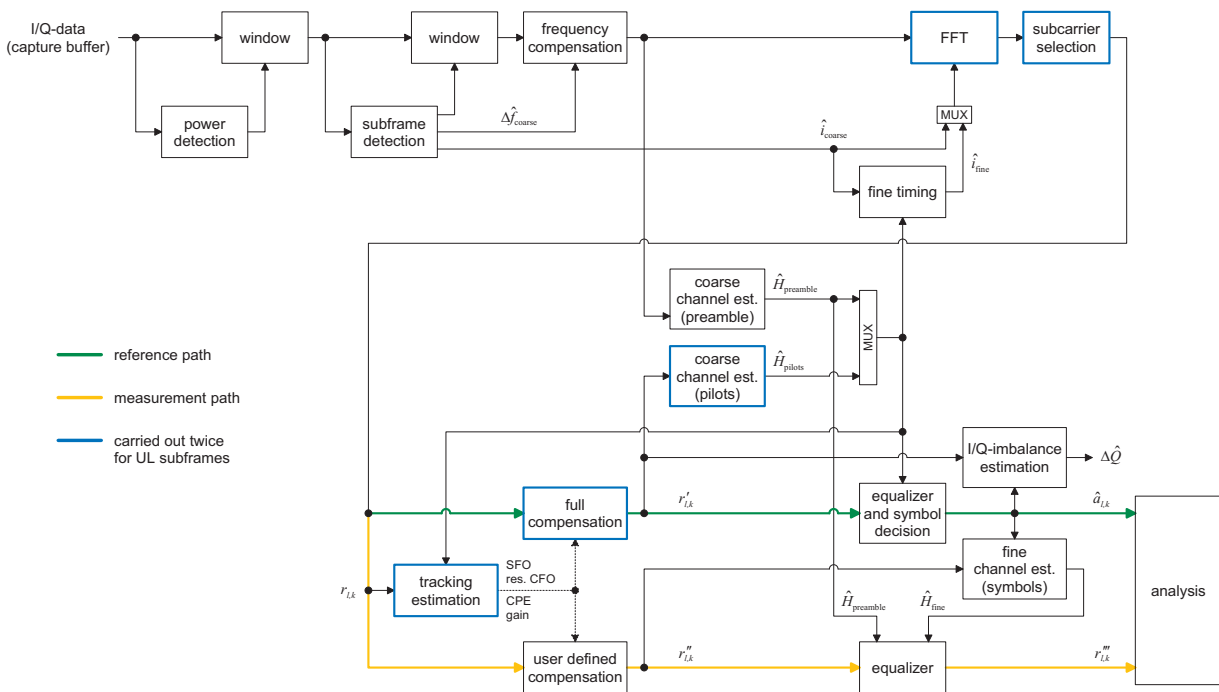 I/Q-data
(capture buffer)
window
window
frequency
compensation
FFT
subcarrier
selection
power
detection
subframe
detection
Δf̂coarse
îcoarse
MUX
îfine
fine timing
coarse
channel est.
(preamble)
Ĥpreamble
MUX
reference path
coarse
channel est.
(pilots)
Ĥpilots
measurement path
carried out twice
for UL subframes
I/Q-imbalance
estimation
ΔQ̂
full
compensation
r′l,k
equalizer
and symbol
decision
âl,k
fine
channel est.
(symbols)
analysis
rl,k
tracking
estimation
SFO
res. CFO
CPE
gain
Ĥpreamble
Ĥfine
user defined
compensation
r″l,k
equalizer
r‴l,k